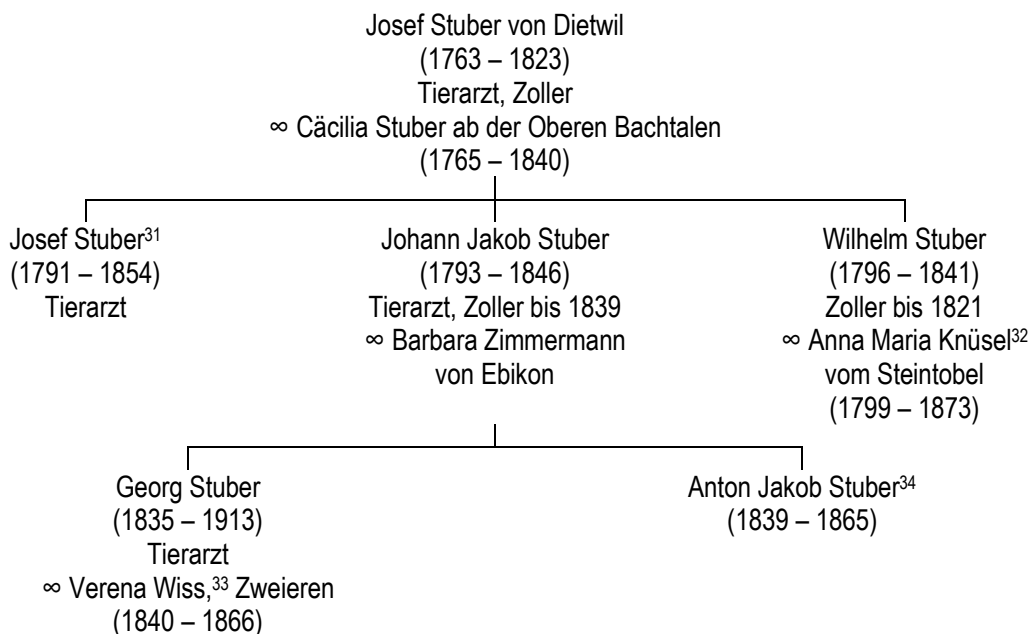 Josef Stuber von Dietwil
(1763 – 1823)
Tierarzt, Zoller
∞ Cäcilia Stuber ab der Oberen Bachtalen
(1765 – 1840)
Josef Stuber³¹
(1791 – 1854)
Tierarzt
Johann Jakob Stuber
(1793 – 1846)
Tierarzt, Zoller bis 1839
∞ Barbara Zimmermann
von Ebikon
Wilhelm Stuber
(1796 – 1841)
Zoller bis 1821
∞ Anna Maria Knüsel³²
vom Steintobel
(1799 – 1873)
Georg Stuber
(1835 – 1913)
Tierarzt
∞ Verena Wiss,³³ Zweieren
(1840 – 1866)
Anton Jakob Stuber³⁴
(1839 – 1865)